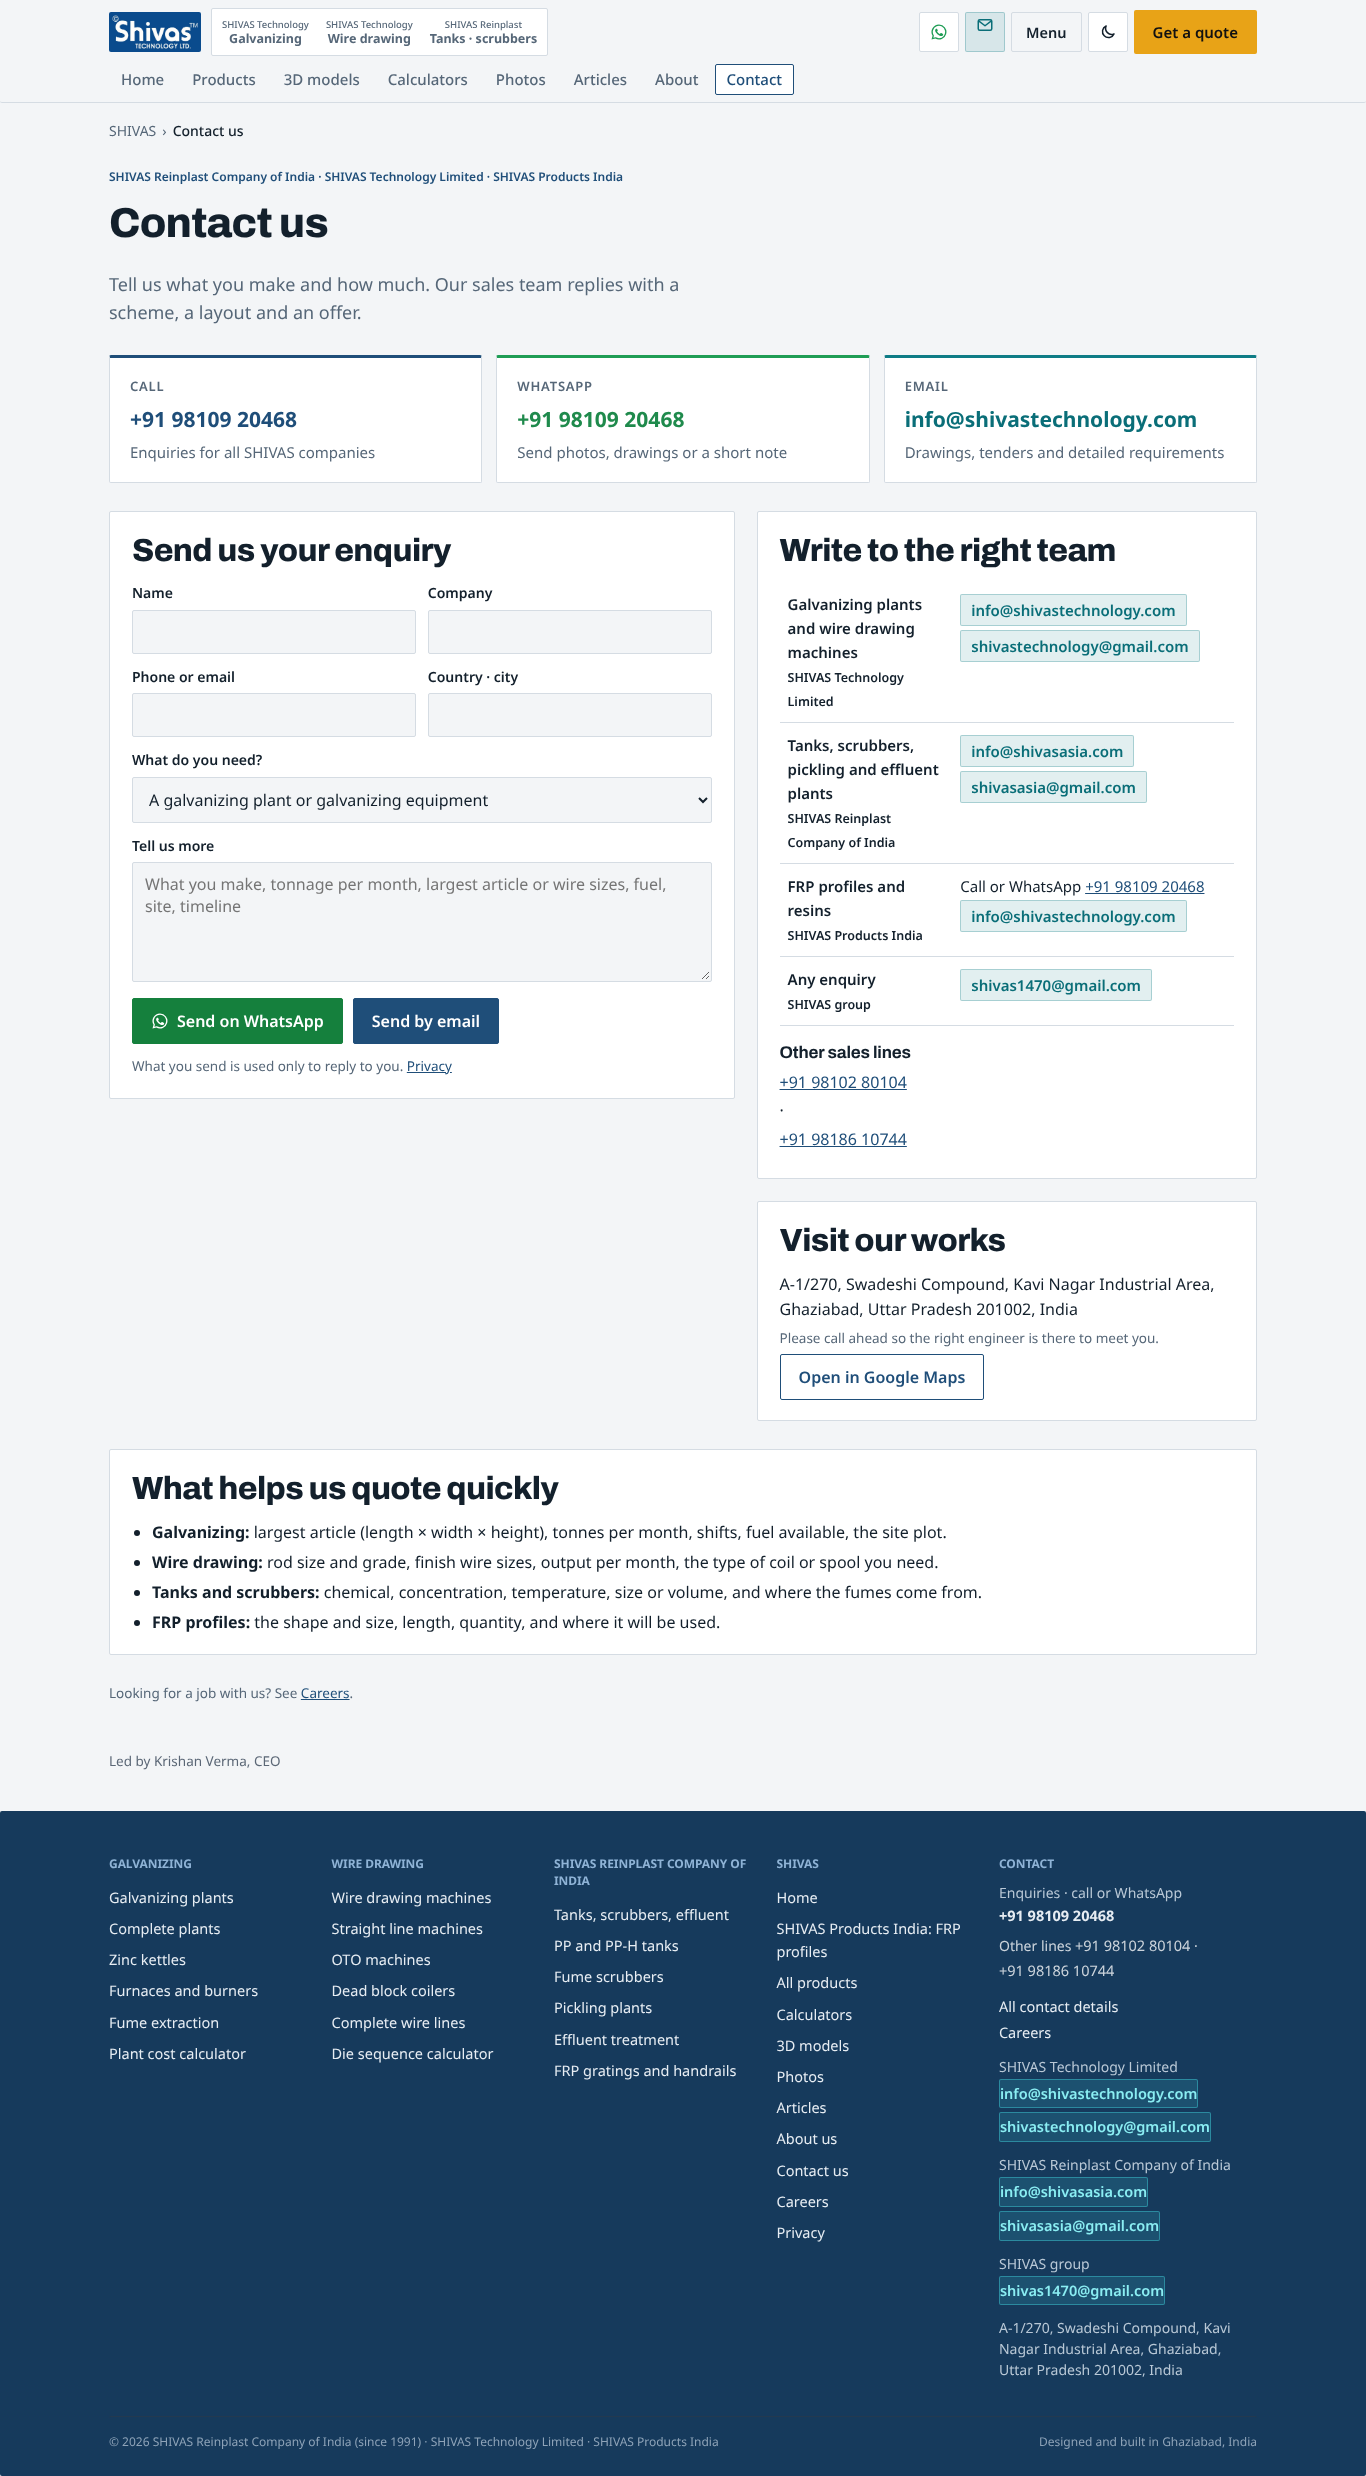 Shivas TM
TECHNOLOGY LTD.
SHIVAS Technology
Galvanizing
SHIVAS Technology
Wire drawing
SHIVAS Reinplast
Tanks · scrubbers
Menu
Get a quote
Home
Products
3D models
Calculators
Photos
Articles
About
Contact
SHIVAS › Contact us
SHIVAS Reinplast Company of India · SHIVAS Technology Limited · SHIVAS Products India
Contact us
Tell us what you make and how much. Our sales team replies with a
scheme, a layout and an offer.
CALL
+91 98109 20468
Enquiries for all SHIVAS companies
WHATSAPP
+91 98109 20468
Send photos, drawings or a short note
EMAIL
info@shivastechnology.com
Drawings, tenders and detailed requirements
Send us your enquiry
Name
Company
Phone or email
Country · city
What do you need?
A galvanizing plant or galvanizing equipment
Tell us more
What you make, tonnage per month, largest article or wire sizes, fuel,
site, timeline
Send on WhatsApp
Send by email
What you send is used only to reply to you. Privacy
Write to the right team
Galvanizing plants
and wire drawing
machines
SHIVAS Technology
Limited
info@shivastechnology.com
shivastechnology@gmail.com
Tanks, scrubbers,
pickling and effluent
plants
SHIVAS Reinplast
Company of India
info@shivasasia.com
shivasasia@gmail.com
FRP profiles and
resins
SHIVAS Products India
Call or WhatsApp +91 98109 20468
info@shivastechnology.com
Any enquiry
SHIVAS group
shivas1470@gmail.com
Other sales lines
+91 98102 80104
·
+91 98186 10744
Visit our works
A-1/270, Swadeshi Compound, Kavi Nagar Industrial Area,
Ghaziabad, Uttar Pradesh 201002, India
Please call ahead so the right engineer is there to meet you.
Open in Google Maps
What helps us quote quickly
• Galvanizing: largest article (length × width × height), tonnes per month, shifts, fuel available, the site plot.
• Wire drawing: rod size and grade, finish wire sizes, output per month, the type of coil or spool you need.
• Tanks and scrubbers: chemical, concentration, temperature, size or volume, and where the fumes come from.
• FRP profiles: the shape and size, length, quantity, and where it will be used.
Looking for a job with us? See Careers.
Led by Krishan Verma, CEO
GALVANIZING
Galvanizing plants
Complete plants
Zinc kettles
Furnaces and burners
Fume extraction
Plant cost calculator
WIRE DRAWING
Wire drawing machines
Straight line machines
OTO machines
Dead block coilers
Complete wire lines
Die sequence calculator
SHIVAS REINPLAST COMPANY OF
INDIA
Tanks, scrubbers, effluent
PP and PP-H tanks
Fume scrubbers
Pickling plants
Effluent treatment
FRP gratings and handrails
SHIVAS
Home
SHIVAS Products India: FRP
profiles
All products
Calculators
3D models
Photos
Articles
About us
Contact us
Careers
Privacy
CONTACT
Enquiries · call or WhatsApp
+91 98109 20468
Other lines +91 98102 80104 ·
+91 98186 10744
All contact details
Careers
SHIVAS Technology Limited
info@shivastechnology.com
shivastechnology@gmail.com
SHIVAS Reinplast Company of India
info@shivasasia.com
shivasasia@gmail.com
SHIVAS group
shivas1470@gmail.com
A-1/270, Swadeshi Compound, Kavi
Nagar Industrial Area, Ghaziabad,
Uttar Pradesh 201002, India
© 2026 SHIVAS Reinplast Company of India (since 1991) · SHIVAS Technology Limited · SHIVAS Products India
Designed and built in Ghaziabad, India